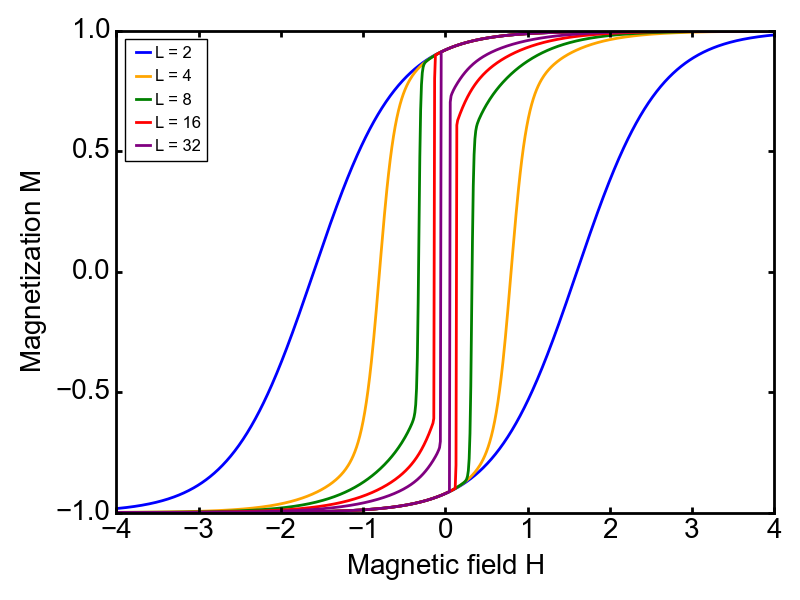 1.0
0.5
0.0
−0.5
−1.0
Magnetization M
L = 2
L = 4
L = 8
L = 16
L = 32
−4 −3 −2 −1 0 1 2 3 4
Magnetic field H